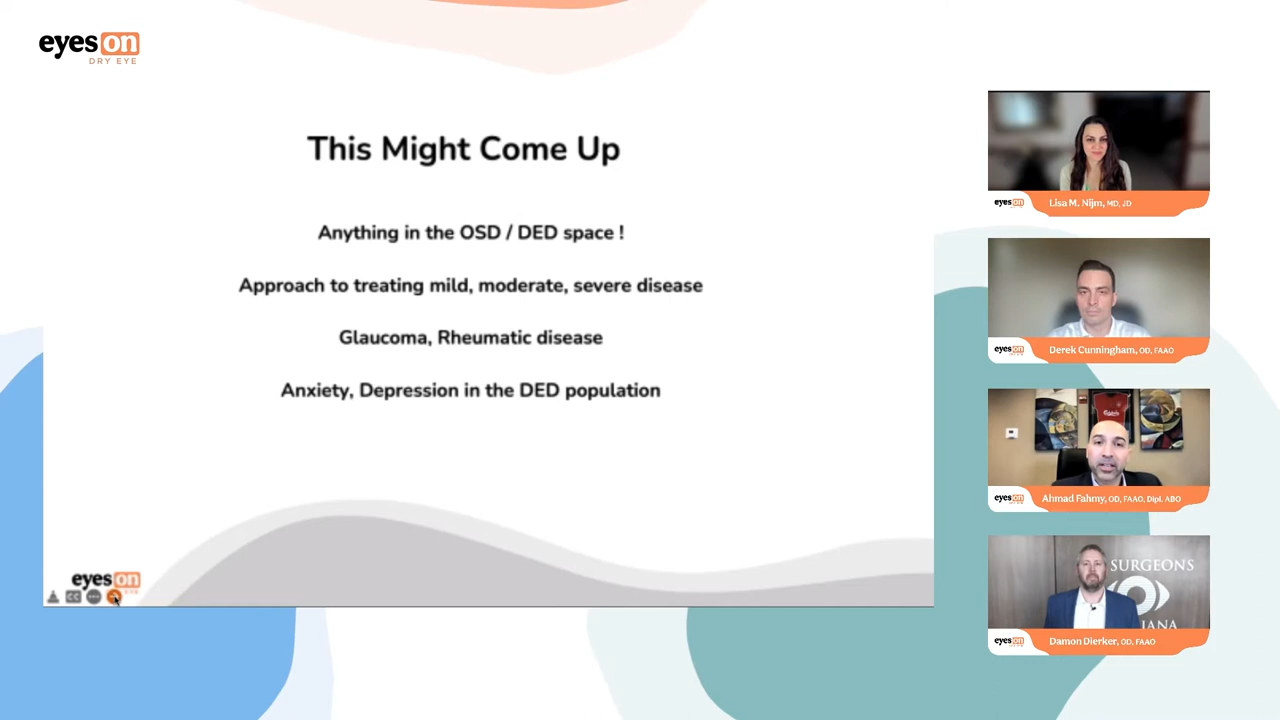 eyes on
DRY EYE
This Might Come Up
Anything in the OSD / DED space !
Approach to treating mild, moderate, severe disease
Glaucoma, Rheumatic disease
Anxiety, Depression in the DED population
eyes on
CC
eyes on
Lisa M. Nijm, MD, JD
eyes on
Derek Cunningham, OD, FAAO
Carlsberg
eyes on
Ahmad Fahmy, OD, FAAO, Dipl. ABO
SURGEONS
IANA
eyes on
Damon Dierker, OD, FAAO